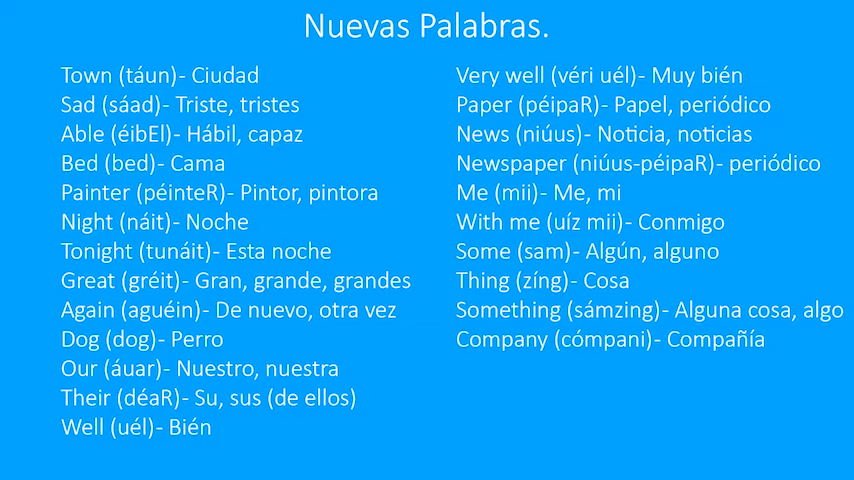 Nuevas Palabras.
Town (táun)- Ciudad
Sad (sáad)- Triste, tristes
Able (éibEl)- Hábil, capaz
Bed (bed)- Cama
Painter (péinteR)- Pintor, pintora
Night (náit)- Noche
Tonight (tunáit)- Esta noche
Great (gréit)- Gran, grande, grandes
Again (aguéin)- De nuevo, otra vez
Dog (dog)- Perro
Our (áuar)- Nuestro, nuestra
Their (déaR)- Su, sus (de ellos)
Well (uél)- Bién
Very well (véri uél)- Muy bién
Paper (péipaR)- Papel, periódico
News (niúus)- Noticia, noticias
Newspaper (niúus-péipaR)- periódico
Me (mii)- Me, mi
With me (uíz mii)- Conmigo
Some (sam)- Algún, alguno
Thing (zíng)- Cosa
Something (sámzing)- Alguna cosa, algo
Company (cómpani)- Compañía